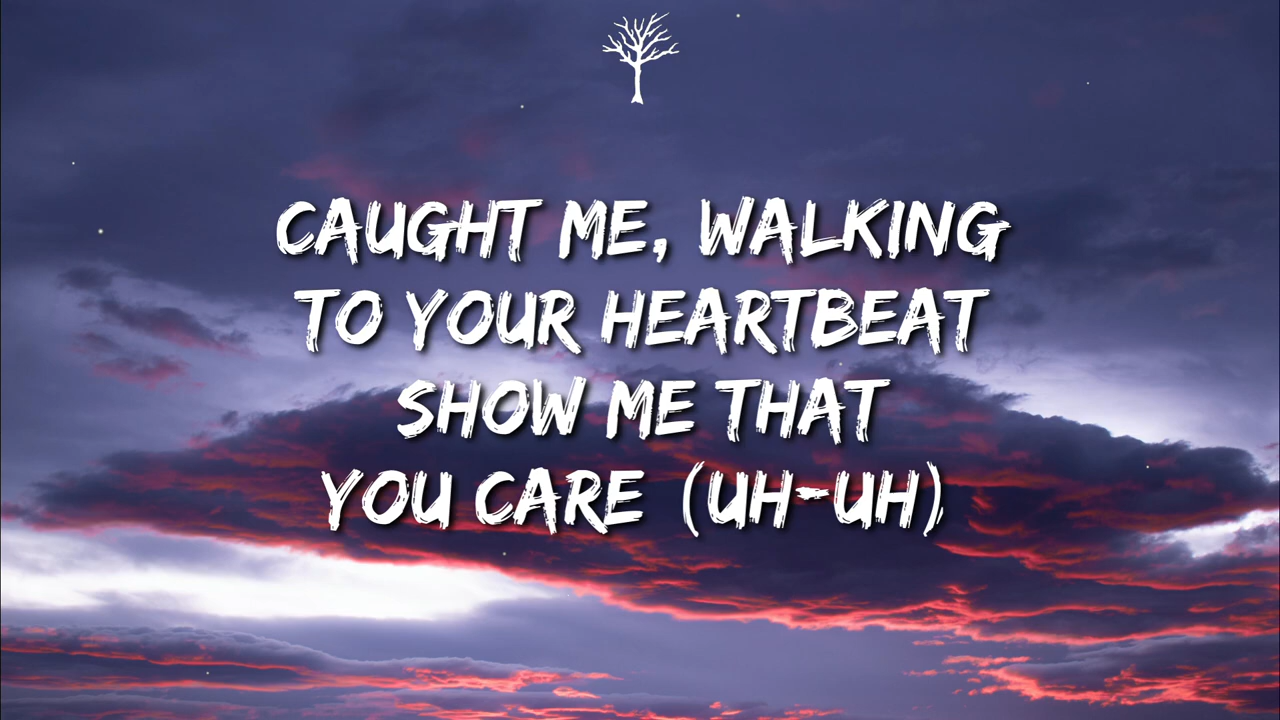 CAUGHT ME, WALKING
TO YOUR HEARTBEAT
SHOW ME THAT
YOU CARE (UH-UH)